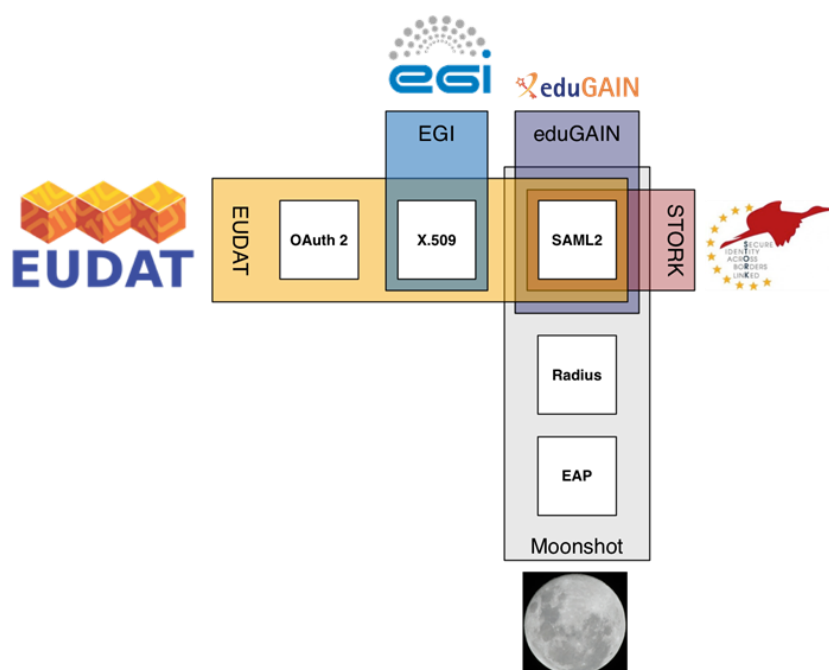 egi
eduGAIN
EGI
eduGAIN
EUDAT
EUDAT
OAuth 2
X.509
SAML2
STORK
SECURE
IDENTITY
ACROSS
BORDERS
LINKED
Radius
EAP
Moonshot